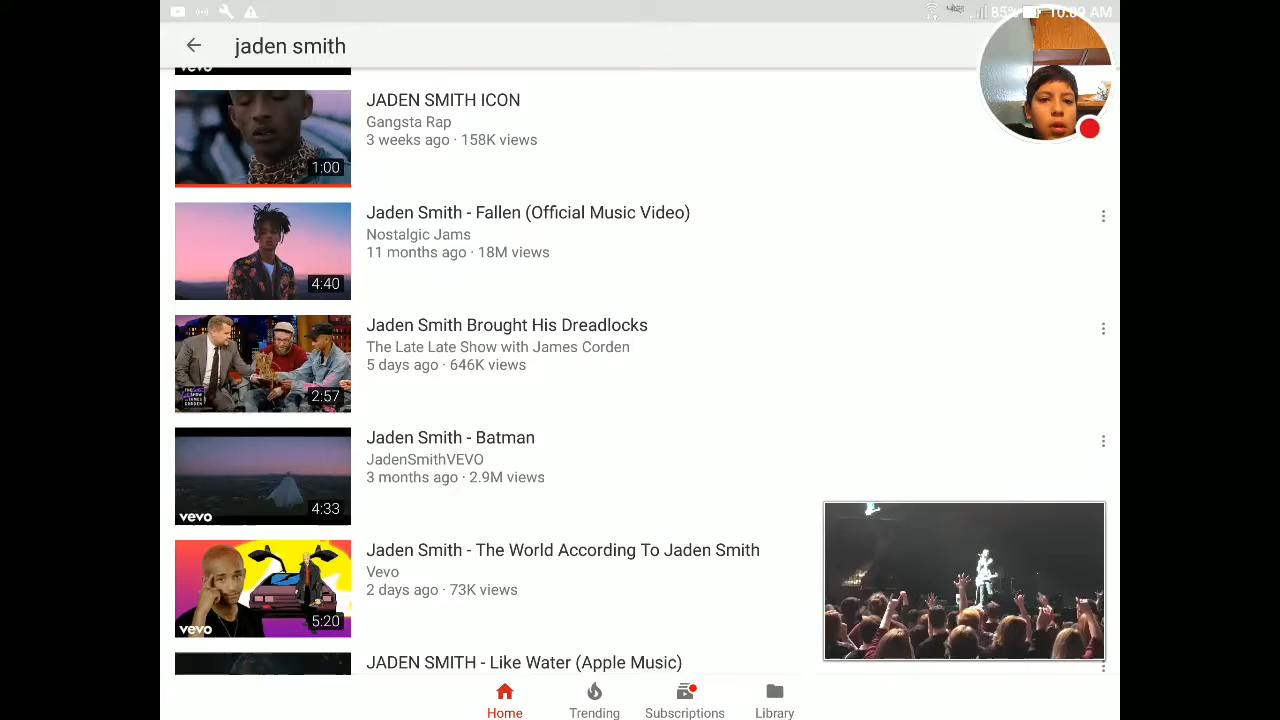 85% 10:09 AM
jaden smith
vevo
JADEN SMITH ICON
Gangsta Rap
3 weeks ago · 158K views
1:00
Jaden Smith - Fallen (Official Music Video)
Nostalgic Jams
11 months ago · 18M views
4:40
Jaden Smith Brought His Dreadlocks
The Late Late Show with James Corden
5 days ago · 646K views
2:57
Jaden Smith - Batman
JadenSmithVEVO
3 months ago · 2.9M views
4:33
vevo
Jaden Smith - The World According To Jaden Smith
Vevo
2 days ago · 73K views
5:20
vevo
JADEN SMITH - Like Water (Apple Music)
Home Trending Subscriptions Library